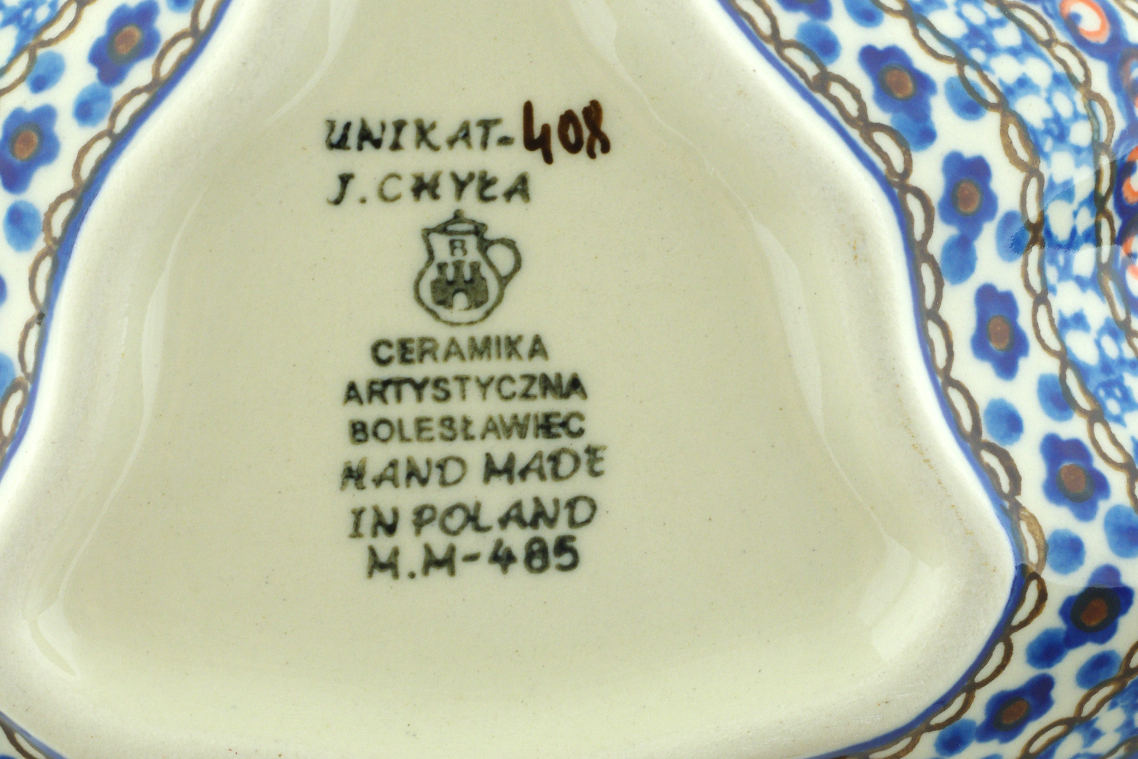 UNIKAT-408
J. CHYŁA
B
CERAMIKA
ARTYSTYCZNA
BOLESŁAWIEC
HAND MADE
IN POLAND
M.M-485